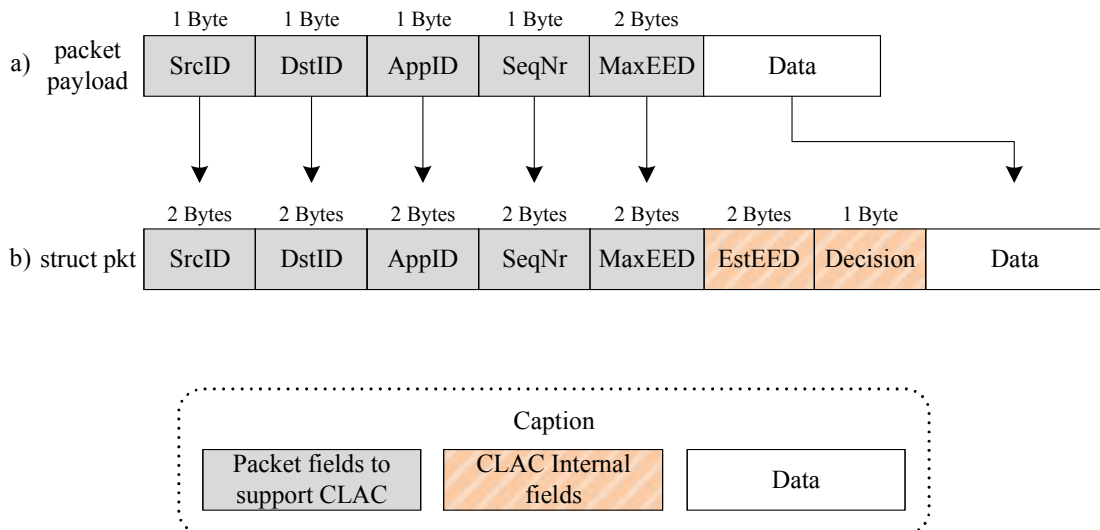 1 Byte 1 Byte 1 Byte 1 Byte 2 Bytes
a) packet payload SrcID DstID AppID SeqNr MaxEED Data
2 Bytes 2 Bytes 2 Bytes 2 Bytes 2 Bytes 2 Bytes 1 Byte
b) struct pkt SrcID DstID AppID SeqNr MaxEED EstEED Decision Data
Caption
Packet fields to support CLAC
CLAC Internal fields
Data